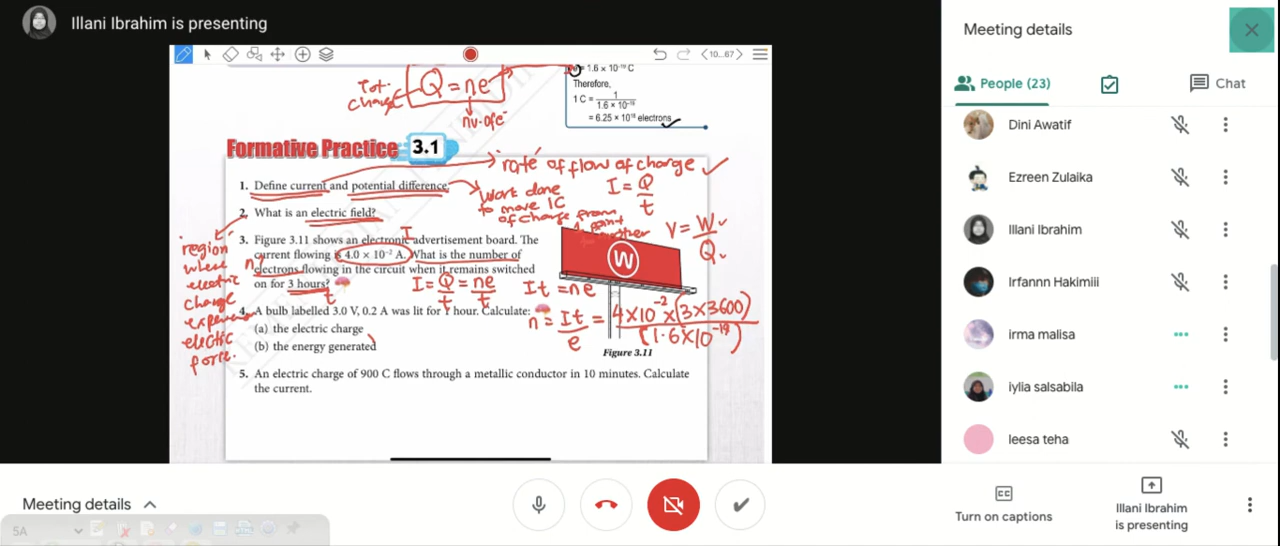 Illani Ibrahim is presenting
Meeting details
People (23)
Chat
Dini Awatif
Ezreen Zulaika
Illani Ibrahim
Irfannn Hakimiii
irma malisa
iylia salsabila
leesa teha
<10...67>
Tot. charge
Q = ne
nu. of e⁻
= 1.6 × 10⁻¹⁹ C
Therefore,
1 C = 1 / 1.6 × 10⁻¹⁹
= 6.25 × 10¹⁸ electrons
Formative Practice 3.1
rate of flow of charge
1. Define current and potential difference.
Work done
to move 1C
of charge from
I = Q/t
2. What is an electric field?
V = W/Q
region
where
electric
charge
experience
electric
force.
I
3. Figure 3.11 shows an electronic advertisement board. The
current flowing is 4.0 × 10⁻² A. What is the number of
n?
electrons flowing in the circuit when it remains switched
on for 3 hours?
t
I = Q/t = ne/t
It = ne
n = It/e = 4×10⁻² × (3×3600) / (1.6×10⁻¹⁹)
W
4. A bulb labelled 3.0 V, 0.2 A was lit for 1 hour. Calculate:
(a) the electric charge
(b) the energy generated
Figure 3.11
5. An electric charge of 900 C flows through a metallic conductor in 10 minutes. Calculate
the current.
Meeting details
Turn on captions
Illani Ibrahim
is presenting
5A